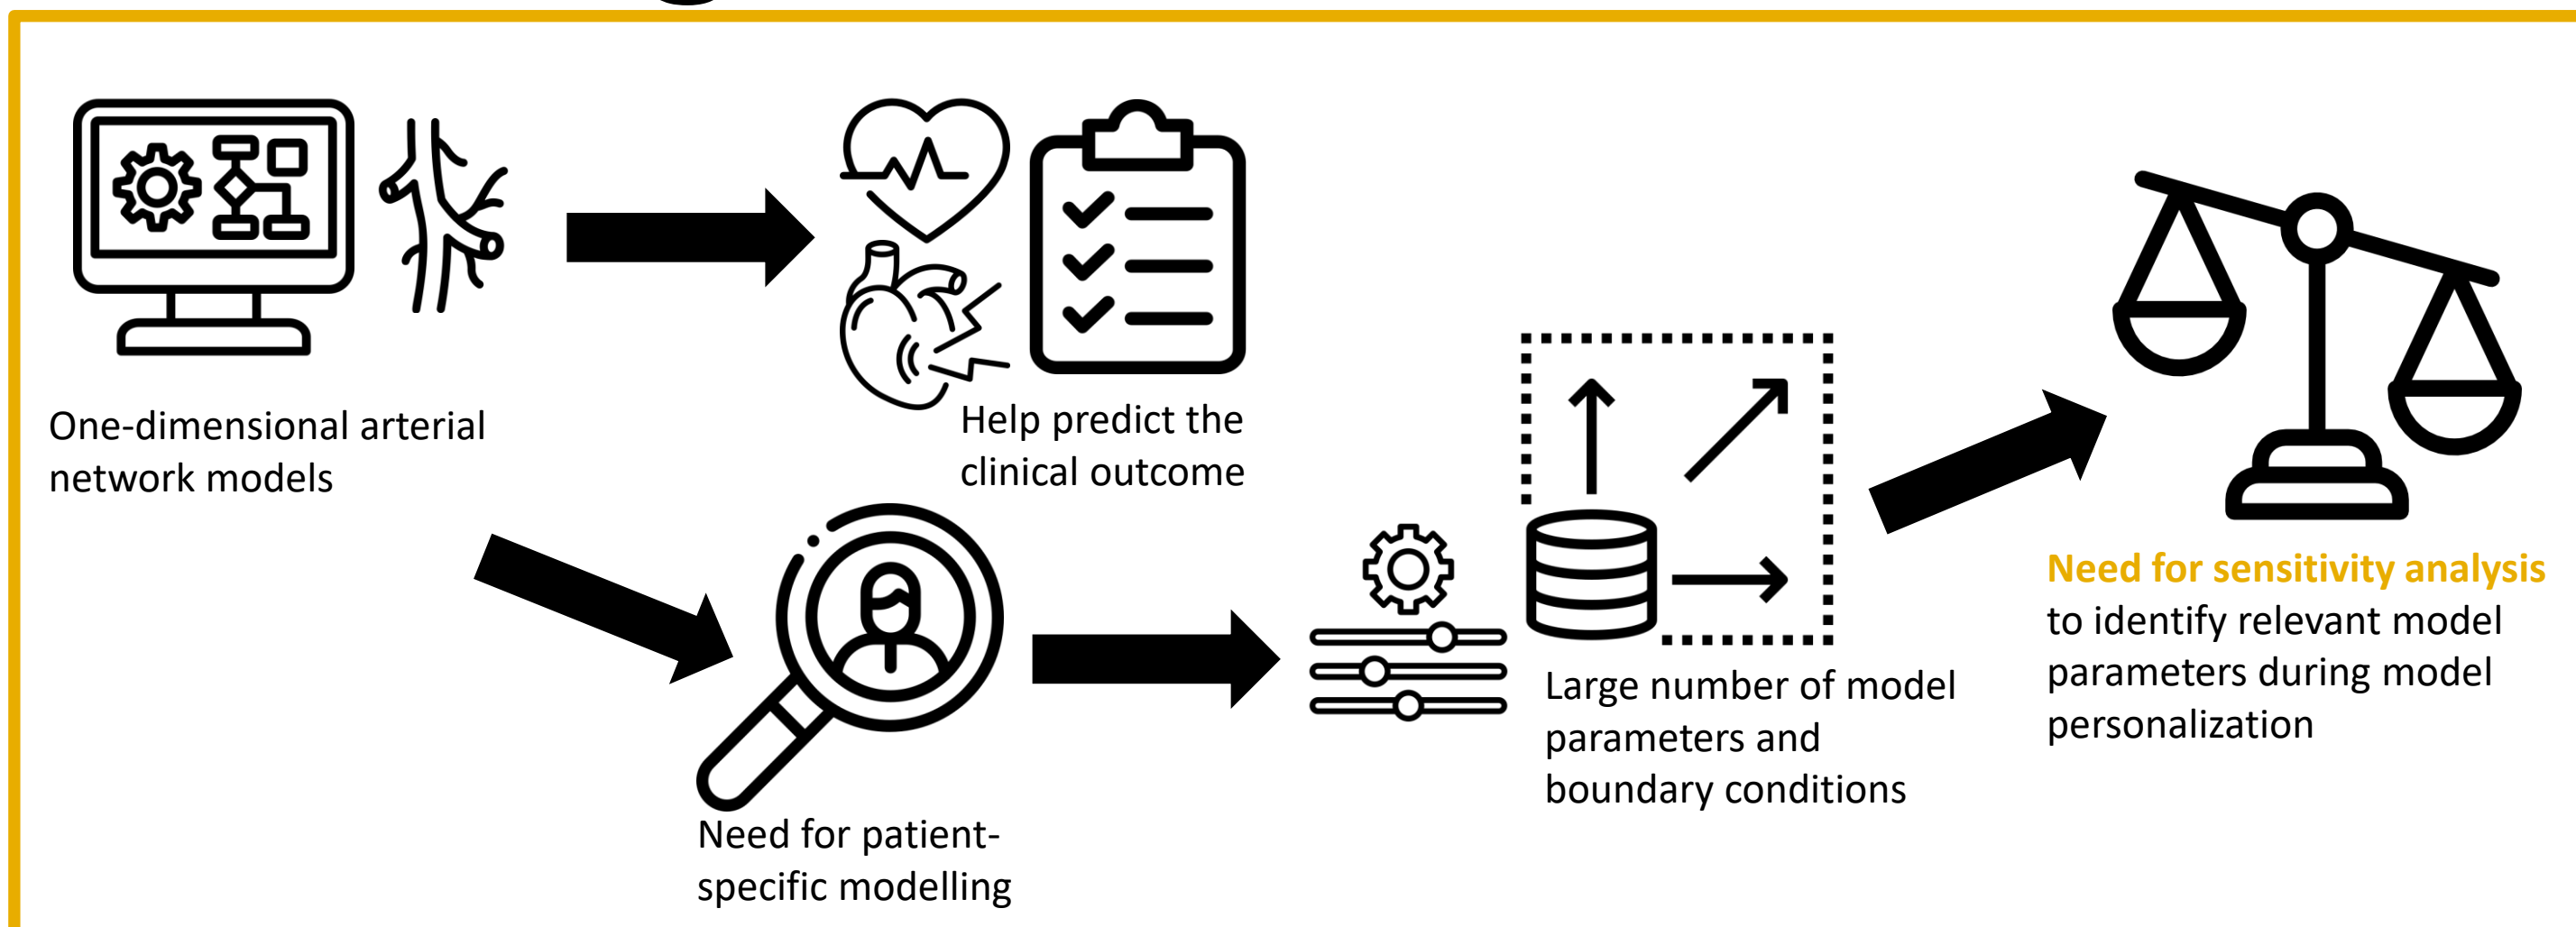 One-dimensional arterial
network models
Help predict the
clinical outcome
Need for patient-
specific modelling
Large number of model
parameters and
boundary conditions
Need for sensitivity analysis
to identify relevant model
parameters during model
personalization